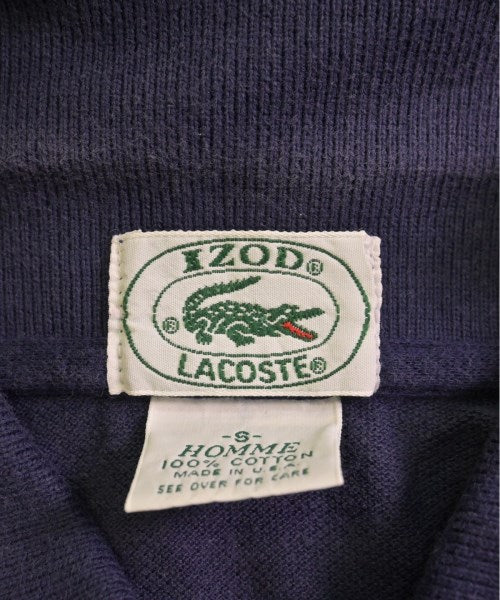 IZOD®
®
LACOSTE®
-S-
HOMME
100% COTTON
MADE IN U.S.A.
SEE OVER FOR CARE